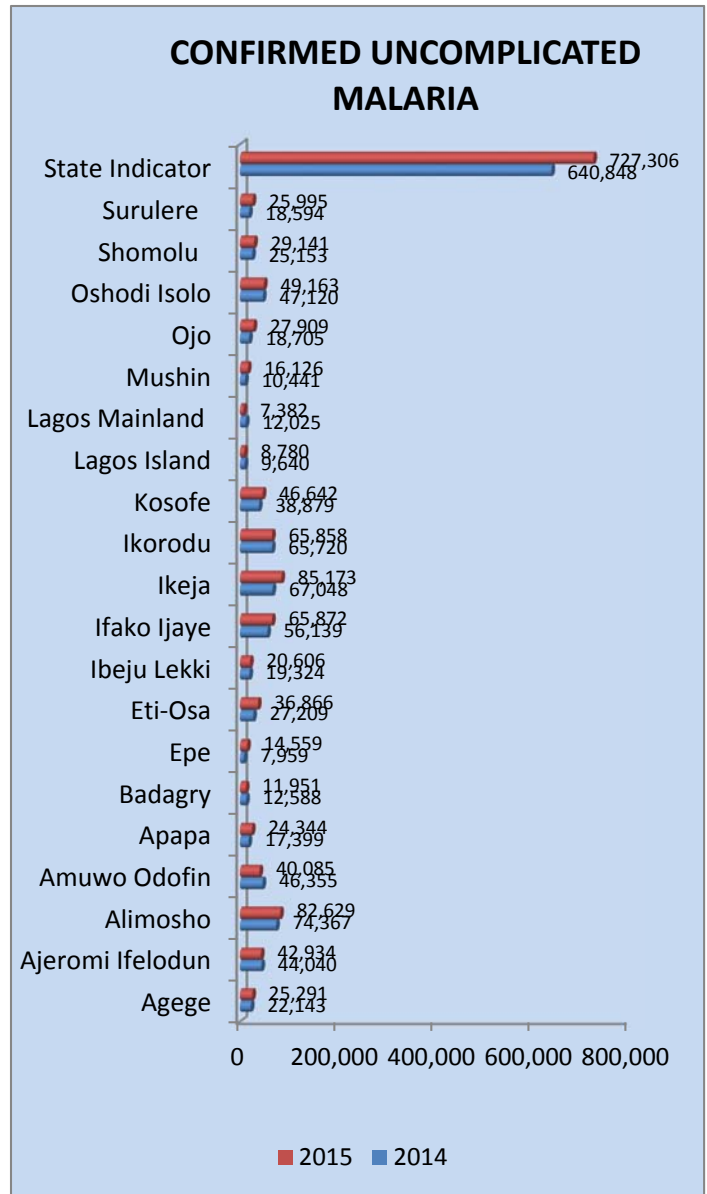 CONFIRMED UNCOMPLICATED
MALARIA
State Indicator 727,306
640,848
Surulere 25,995
18,594
Shomolu 29,141
25,153
Oshodi Isolo 49,163
47,120
Ojo 27,909
18,705
Mushin 16,126
10,441
Lagos Mainland 7,382
12,025
Lagos Island 8,780
9,640
Kosofe 46,642
38,879
Ikorodu 65,858
65,720
Ikeja 85,173
67,048
Ifako Ijaye 65,872
56,139
Ibeju Lekki 20,606
19,324
Eti-Osa 36,866
27,209
Epe 14,559
7,959
Badagry 11,951
12,588
Apapa 24,344
17,399
Amuwo Odofin 40,085
46,355
Alimosho 82,629
74,367
Ajeromi Ifelodun 42,934
44,040
Agege 25,291
22,143
0 200,000 400,000 600,000 800,000
2015 2014